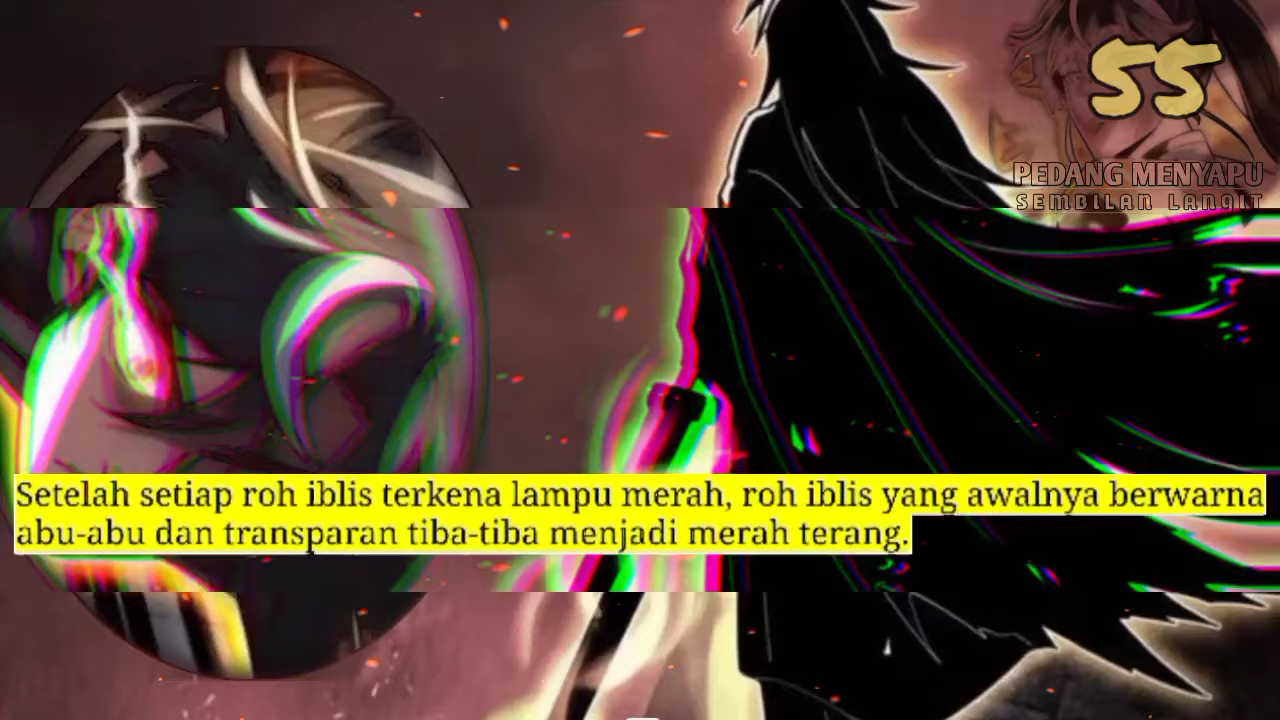 55
PEDANG MENYAPU
SEMBILAN LANGIT
Setelah setiap roh iblis terkena lampu merah, roh iblis yang awalnya berwarna
abu-abu dan transparan tiba-tiba menjadi merah terang.